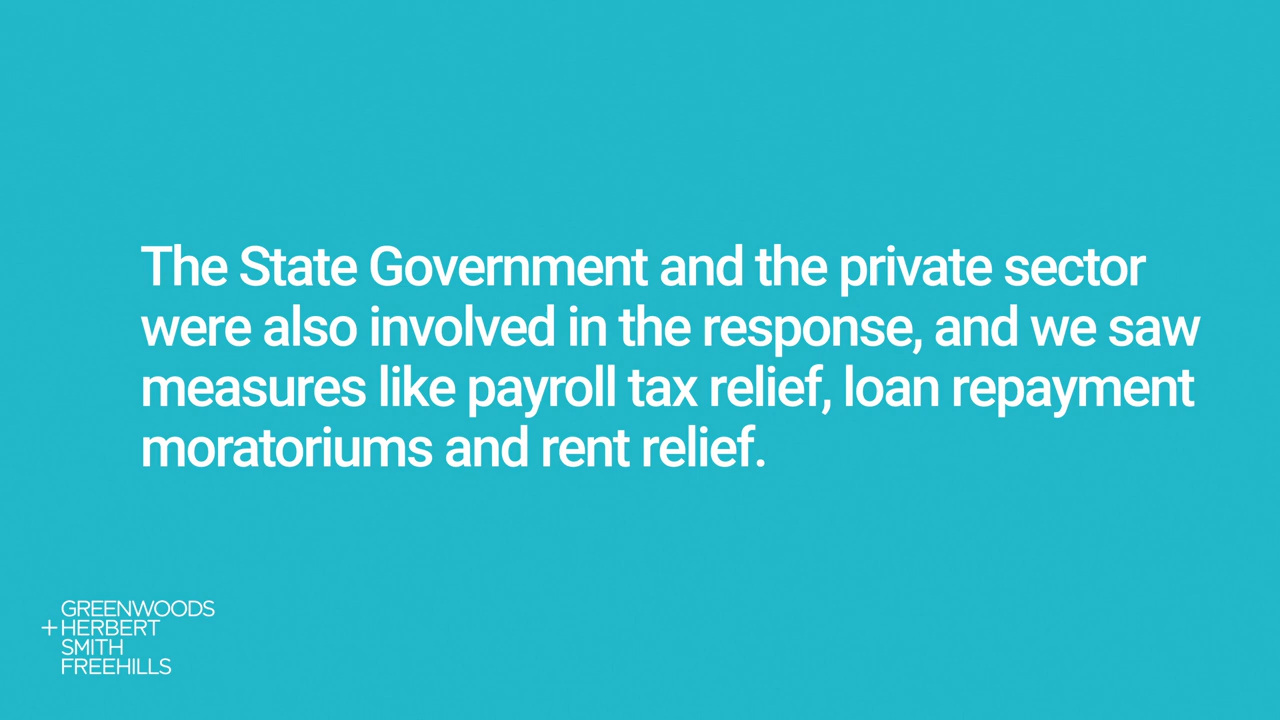 The State Government and the private sector
were also involved in the response, and we saw
measures like payroll tax relief, loan repayment
moratoriums and rent relief.
GREENWOODS
+HERBERT
SMITH
FREEHILLS